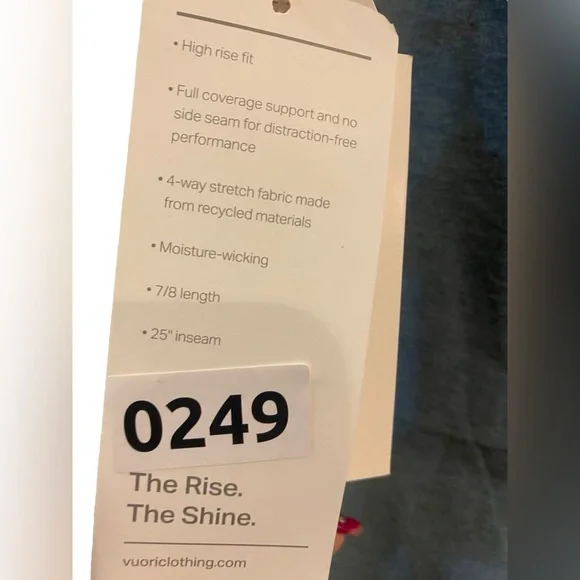 • High rise fit
• Full coverage support and no
side seam for distraction-free
performance
• 4-way stretch fabric made
from recycled materials
• Moisture-wicking
• 7/8 length
• 25" inseam
0249
The Rise.
The Shine.
vuoriclothing.com